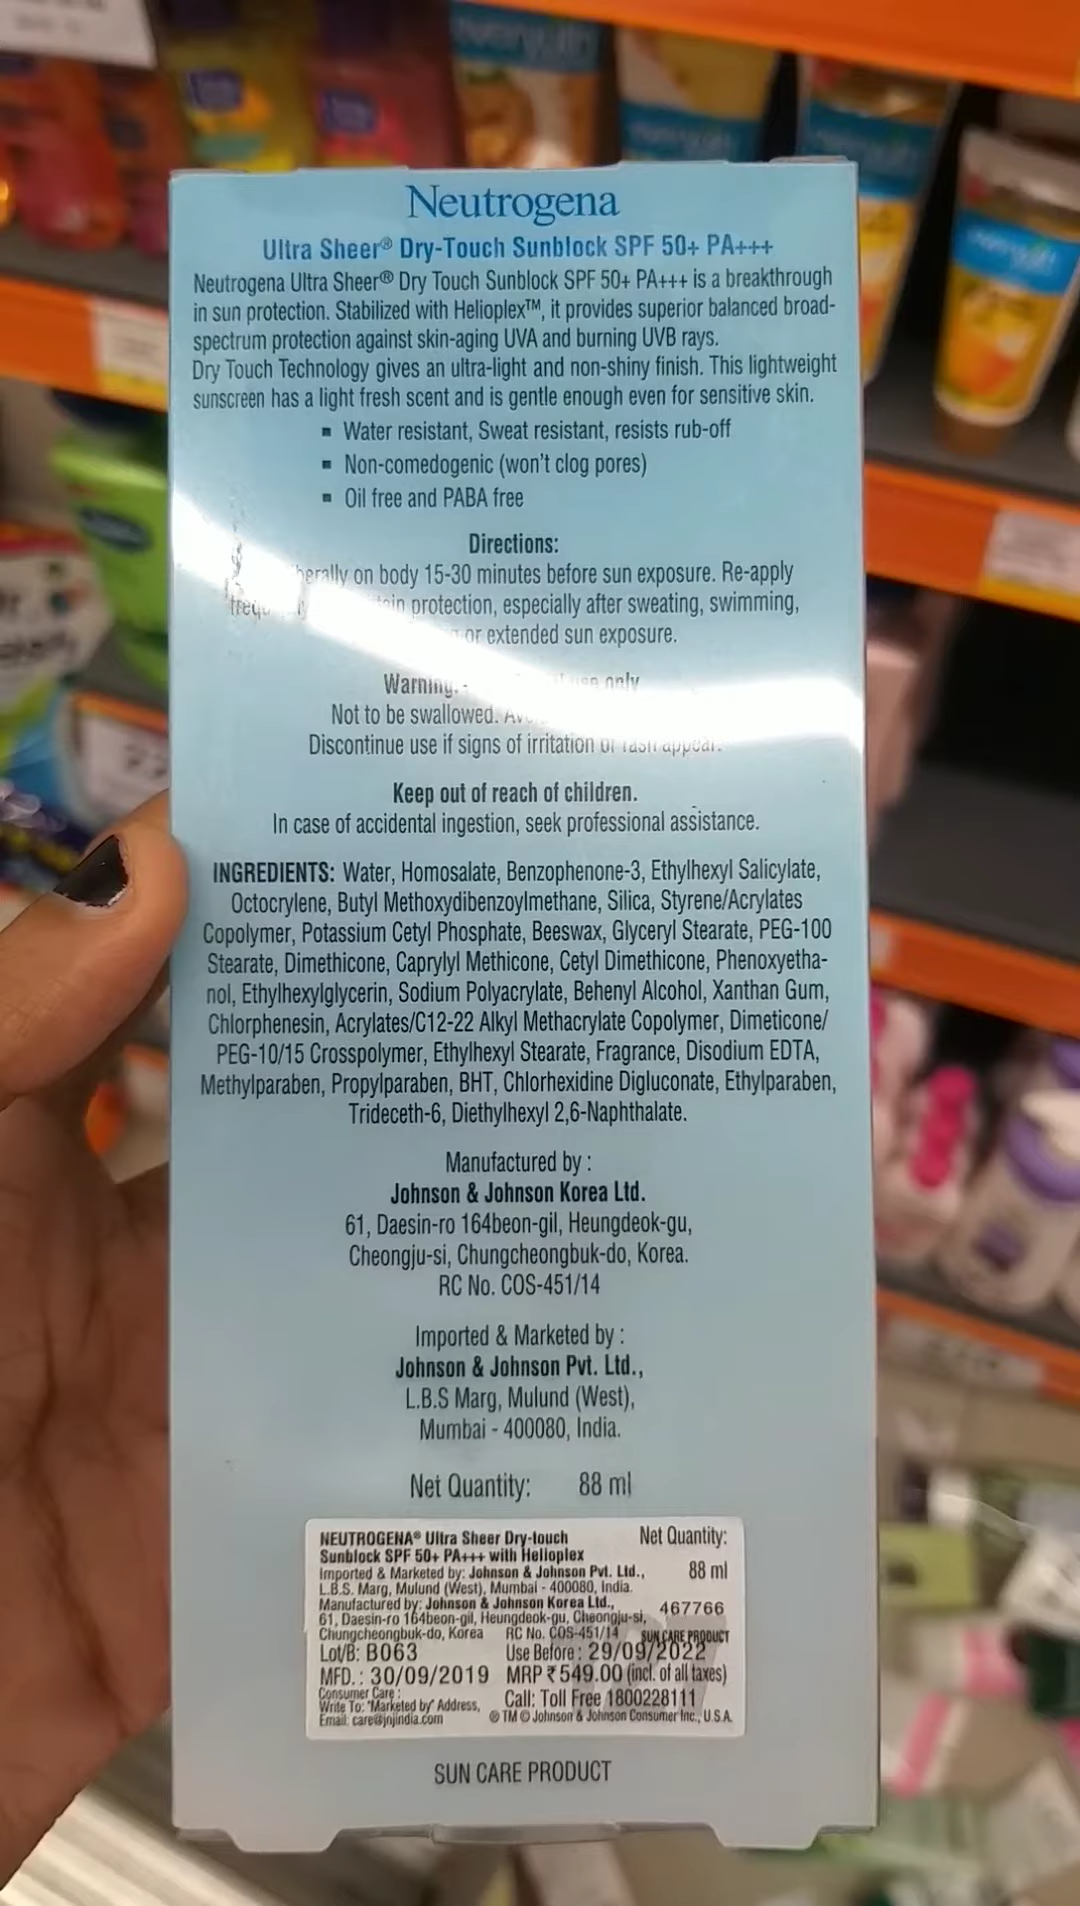 Neutrogena
Ultra Sheer® Dry-Touch Sunblock SPF 50+ PA+++
Neutrogena Ultra Sheer® Dry Touch Sunblock SPF 50+ PA+++ is a breakthrough
in sun protection. Stabilized with Helioplex™, it provides superior balanced broad-
spectrum protection against skin-aging UVA and burning UVB rays.
Dry Touch Technology gives an ultra-light and non-shiny finish. This lightweight
sunscreen has a light fresh scent and is gentle enough even for sensitive skin.
▪ Water resistant, Sweat resistant, resists rub-off
▪ Non-comedogenic (won't clog pores)
▪ Oil free and PABA free
Directions:
on body 15-30 minutes before sun exposure. Re-apply
protection, especially after sweating, swimming,
or extended sun exposure.
Warning: - only
Not to be swallowed.
Discontinue use if signs of irritation or rash appear.
Keep out of reach of children.
In case of accidental ingestion, seek professional assistance.
INGREDIENTS: Water, Homosalate, Benzophenone-3, Ethylhexyl Salicylate,
Octocrylene, Butyl Methoxydibenzoylmethane, Silica, Styrene/Acrylates
Copolymer, Potassium Cetyl Phosphate, Beeswax, Glyceryl Stearate, PEG-100
Stearate, Dimethicone, Caprylyl Methicone, Cetyl Dimethicone, Phenoxyetha-
nol, Ethylhexylglycerin, Sodium Polyacrylate, Behenyl Alcohol, Xanthan Gum,
Chlorphenesin, Acrylates/C12-22 Alkyl Methacrylate Copolymer, Dimeticone/
PEG-10/15 Crosspolymer, Ethylhexyl Stearate, Fragrance, Disodium EDTA,
Methylparaben, Propylparaben, BHT, Chlorhexidine Digluconate, Ethylparaben,
Trideceth-6, Diethylhexyl 2,6-Naphthalate.
Manufactured by :
Johnson & Johnson Korea Ltd.
61, Daesin-ro 164beon-gil, Heungdeok-gu,
Cheongju-si, Chungcheongbuk-do, Korea.
RC No. COS-451/14
Imported & Marketed by :
Johnson & Johnson Pvt. Ltd.,
L.B.S Marg, Mulund (West),
Mumbai - 400080, India.
Net Quantity: 88 ml
NEUTROGENA® Ultra Sheer Dry-touch Net Quantity:
Sunblock SPF 50+ PA+++ with Helioplex
Imported & Marketed by: Johnson & Johnson Pvt. Ltd., 88 ml
L.B.S. Marg, Mulund (West), Mumbai - 400080, India.
Manufactured by: Johnson & Johnson Korea Ltd., 467766
61, Daesin-ro 164beon-gil, Heungdeok-gu, Cheongju-si,
Chungcheongbuk-do, Korea RC No. COS-451/14 SUN CARE PRODUCT
Lot/B: B063 Use Before : 29/09/2022
MFD. : 30/09/2019 MRP ₹ 549.00 (incl. of all taxes)
Consumer Care :
Write To: "Marketed by" Address, Call: Toll Free 1800228111
Email: care@jnjindia.com ® TM © Johnson & Johnson Consumer Inc., U.S.A.
SUN CARE PRODUCT